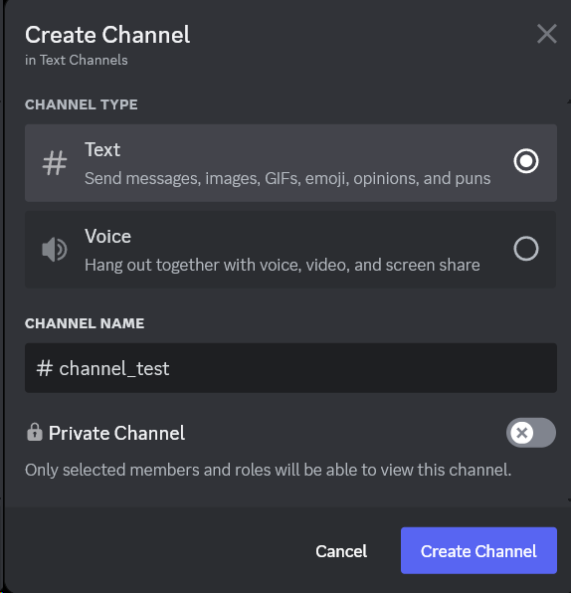 Create Channel
in Text Channels
CHANNEL TYPE
Text
Send messages, images, GIFs, emoji, opinions, and puns
Voice
Hang out together with voice, video, and screen share
CHANNEL NAME
# channel_test
Private Channel
Only selected members and roles will be able to view this channel.
Cancel
Create Channel